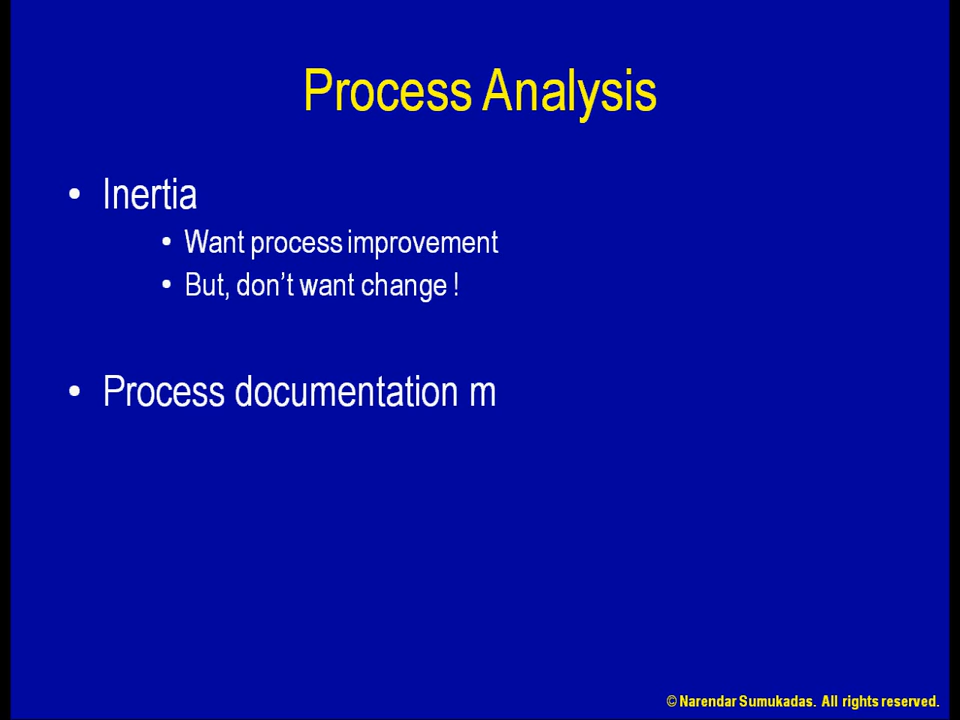 Process Analysis
• Inertia
• Want process improvement
• But, don't want change !
• Process documentation m
© Narendar Sumukadas. All rights reserved.